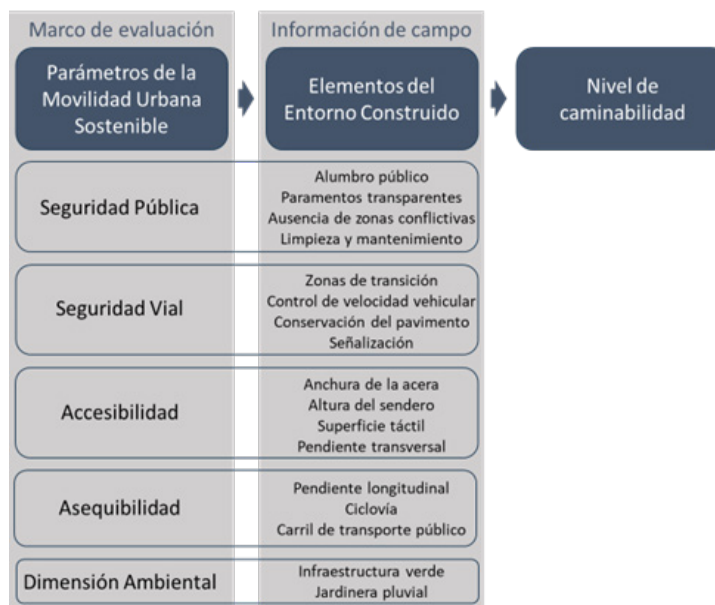 Marco de evaluación
Información de campo
Parámetros de la
Movilidad Urbana
Sostenible
Elementos del
Entorno Construido
Nivel de
caminabilidad
Seguridad Pública
Alumbro público
Paramentos transparentes
Ausencia de zonas conflictivas
Limpieza y mantenimiento
Seguridad Vial
Zonas de transición
Control de velocidad vehicular
Conservación del pavimento
Señalización
Accesibilidad
Anchura de la acera
Altura del sendero
Superficie táctil
Pendiente transversal
Asequibilidad
Pendiente longitudinal
Ciclovía
Carril de transporte público
Dimensión Ambiental
Infraestructura verde
Jardinera pluvial